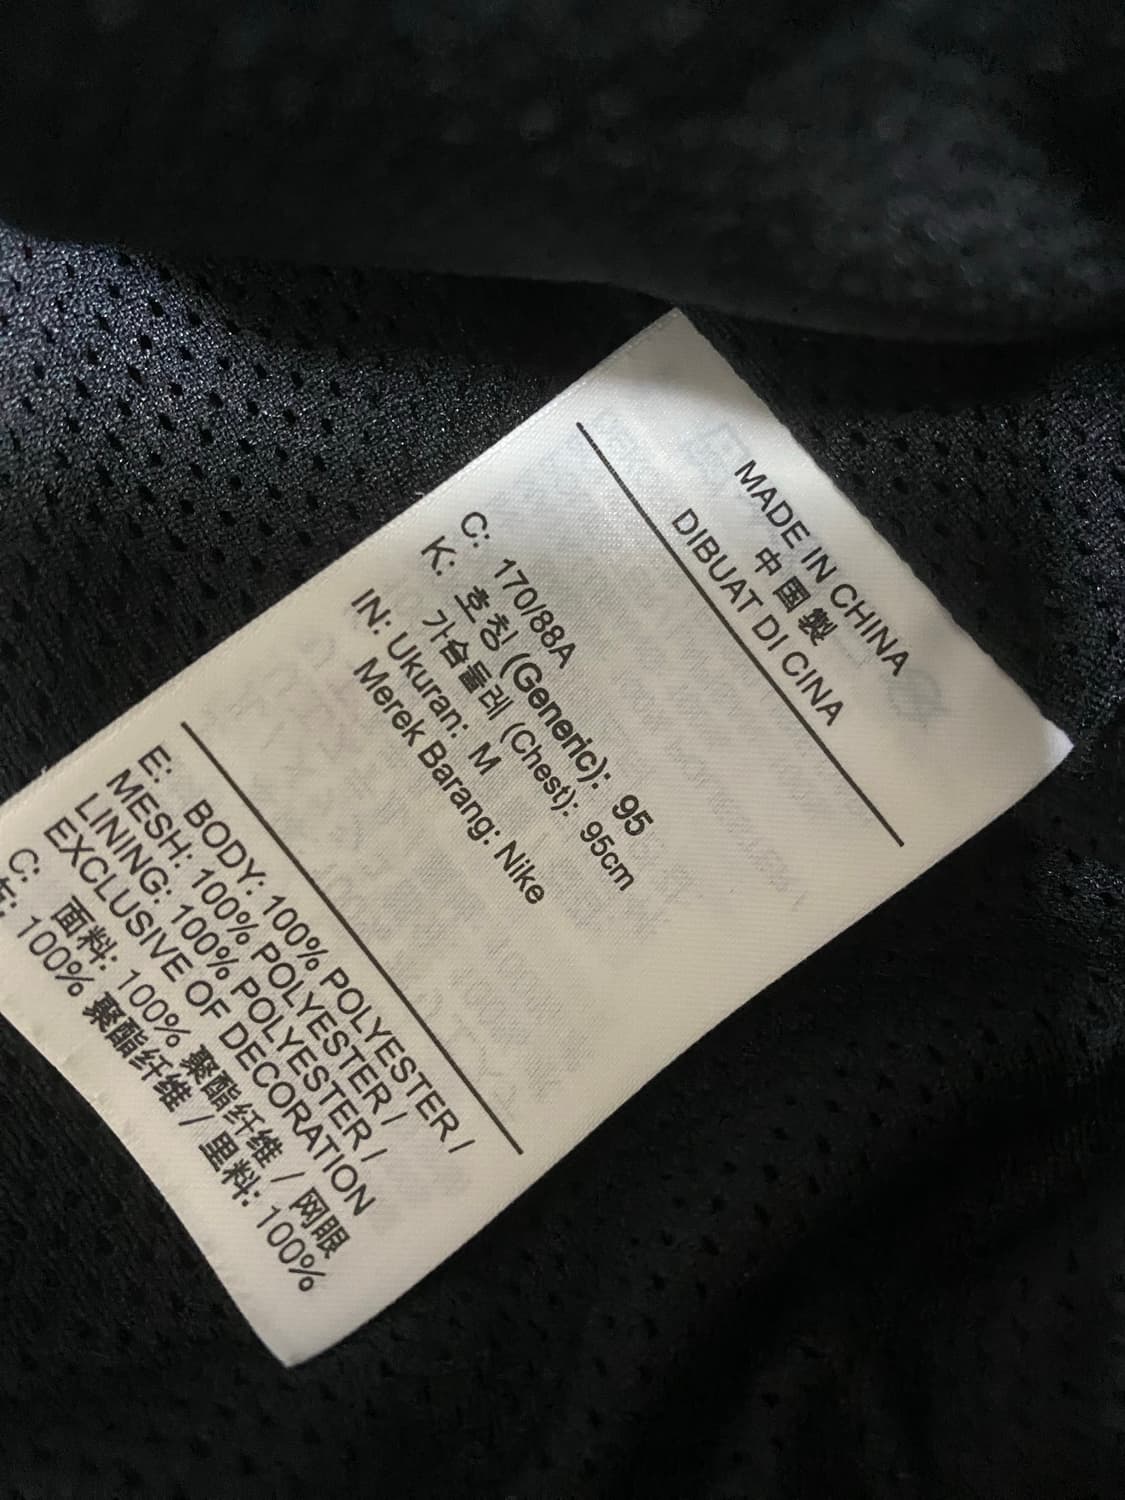 MADE IN CHINA
中国製
DIBUAT DI CINA
C: 170/88A
K: 호칭 (Generic): 95
가슴둘레 (Chest): 95cm
IN: Ukuran: M
Merek Barang: Nike
E: BODY: 100% POLYESTER /
MESH: 100% POLYESTER /
LINING: 100% POLYESTER /
EXCLUSIVE OF DECORATION
C: 面料: 100% 聚酯纤维 / 网眼
布: 100% 聚酯纤维 / 里料: 100%